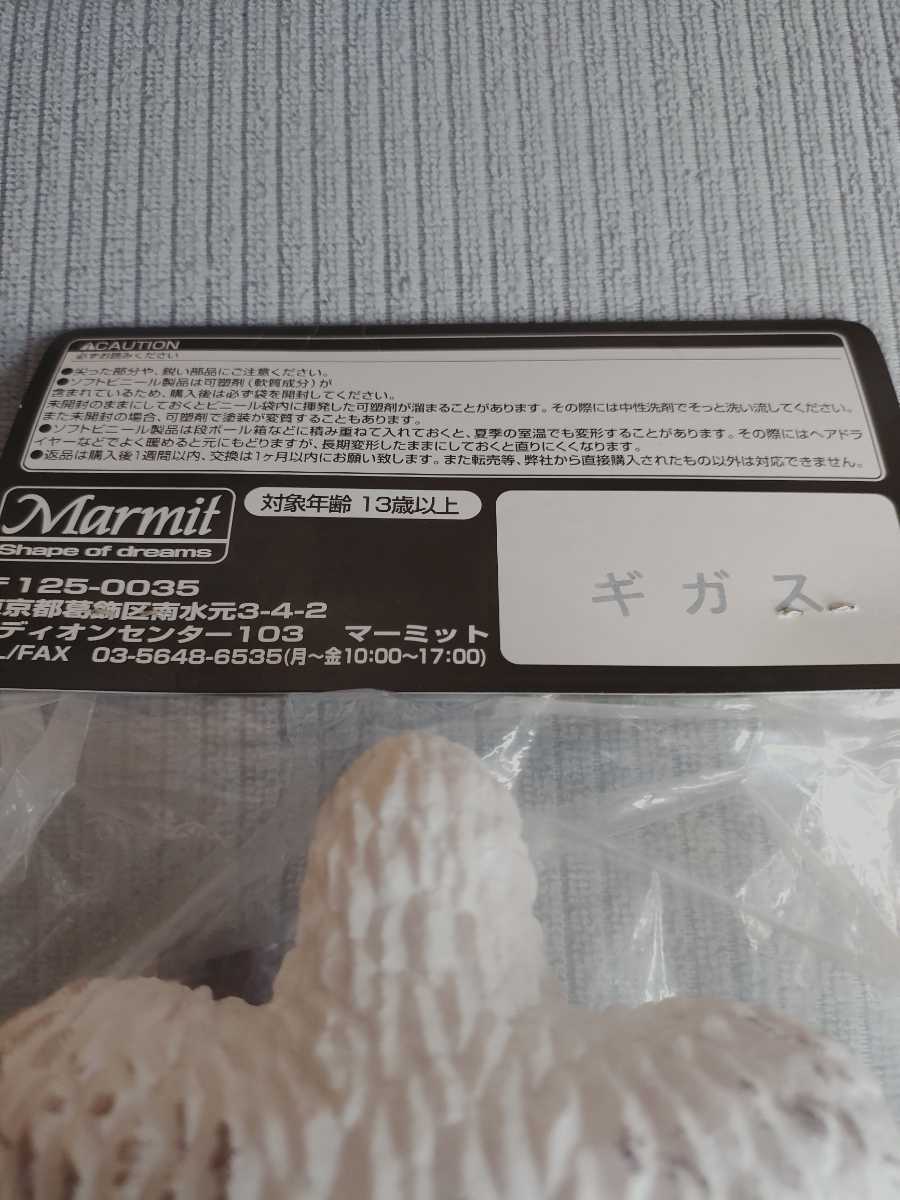 ⚠CAUTION
必ずお読みください
●尖った部分や、鋭い部品にご注意ください。
●ソフトビニール製品は可塑剤(軟質成分)が
含まれているため、購入後は必ず袋を開封してください。
未開封のままにしておくとビニール袋内に揮発した可塑剤が溜まることがあります。その際には中性洗剤でそっと洗い流してください。
また未開封の場合、可塑剤で塗装が変質することもあります。
●ソフトビニール製品は段ボール箱などに積み重ねて入れておくと、夏季の室温でも変形することがあります。その際にはヘアドラ
イヤーなどでよく暖めると元にもどりますが、長期変形したままにしておくと直りにくくなります。
●返品は購入後1週間以内、交換は1ヶ月以内にお願い致します。また転売等、弊社から直接購入されたもの以外は対応できません。
Marmit
Shape of dreams
対象年齢 13歳以上
〒125-0035
京都葛飾区南水元3-4-2
ディオンセンター103 マーミット
L/FAX 03-5648-6535(月〜金10:00〜17:00)
ギガス